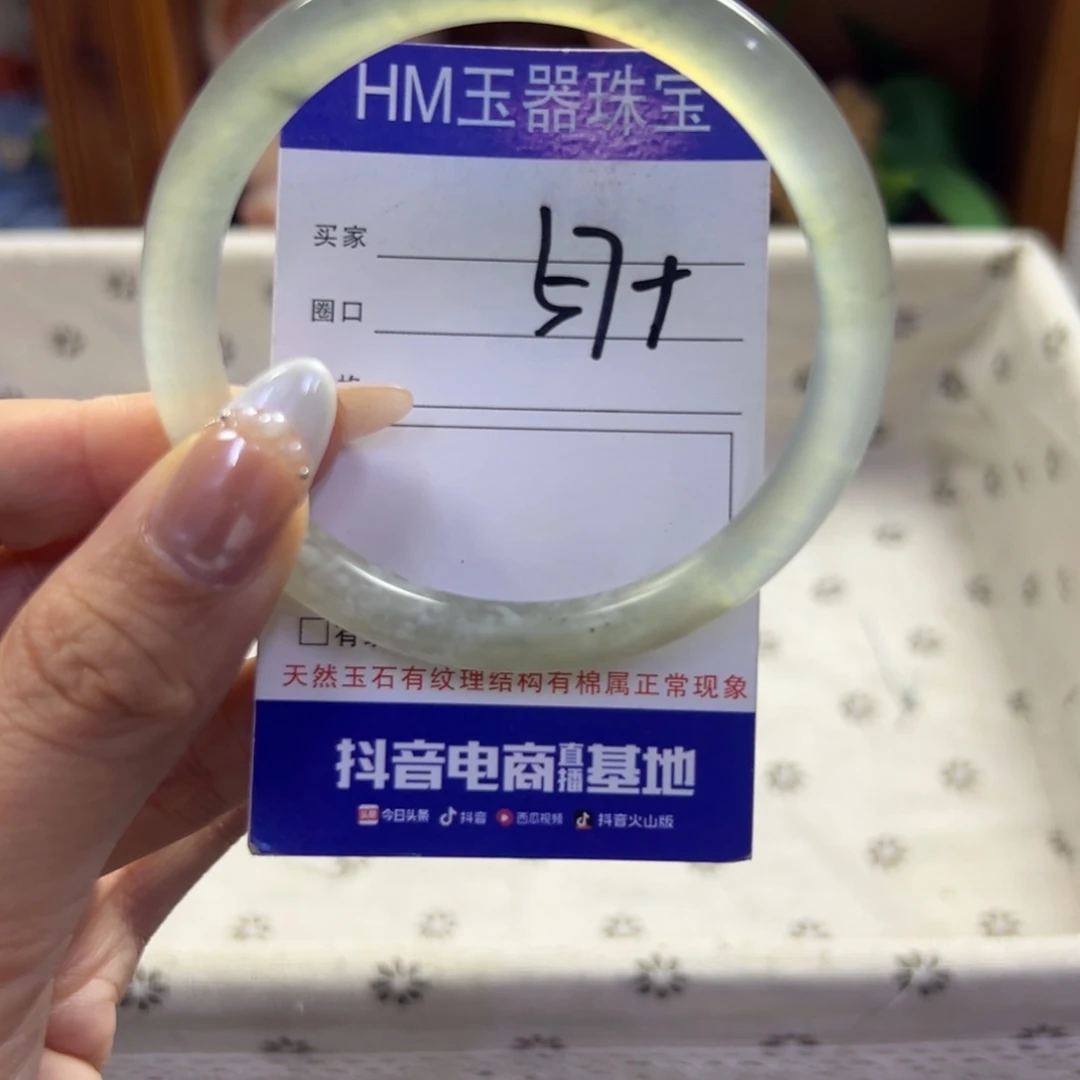 HM玉器珠宝
买家
圈口
天然玉石有纹理结构有棉属正常现象
抖音电商直播基地
今日头条 抖音 西瓜视频 抖音火山版